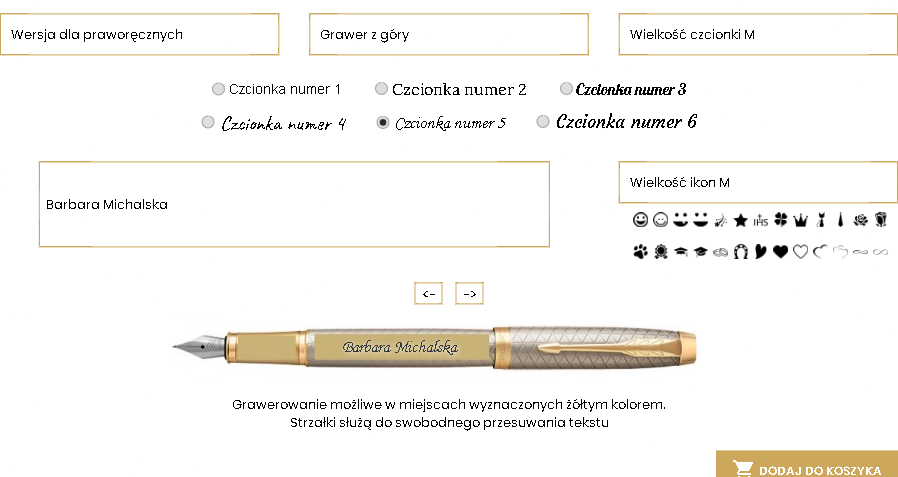 Wersja dla praworęcznych
Grawer z góry
Wielkość czcionki M
Czcionka numer 1
Czcionka numer 2
Czcionka numer 3
Czcionka numer 4
Czcionka numer 5
Czcionka numer 6
Barbara Michalska
Wielkość ikon M
IHS
<-
->
Barbara Michalska
Grawerowanie możliwe w miejscach wyznaczonych żółtym kolorem.
Strzałki służą do swobodnego przesuwania tekstu
DODAJ DO KOSZYKA